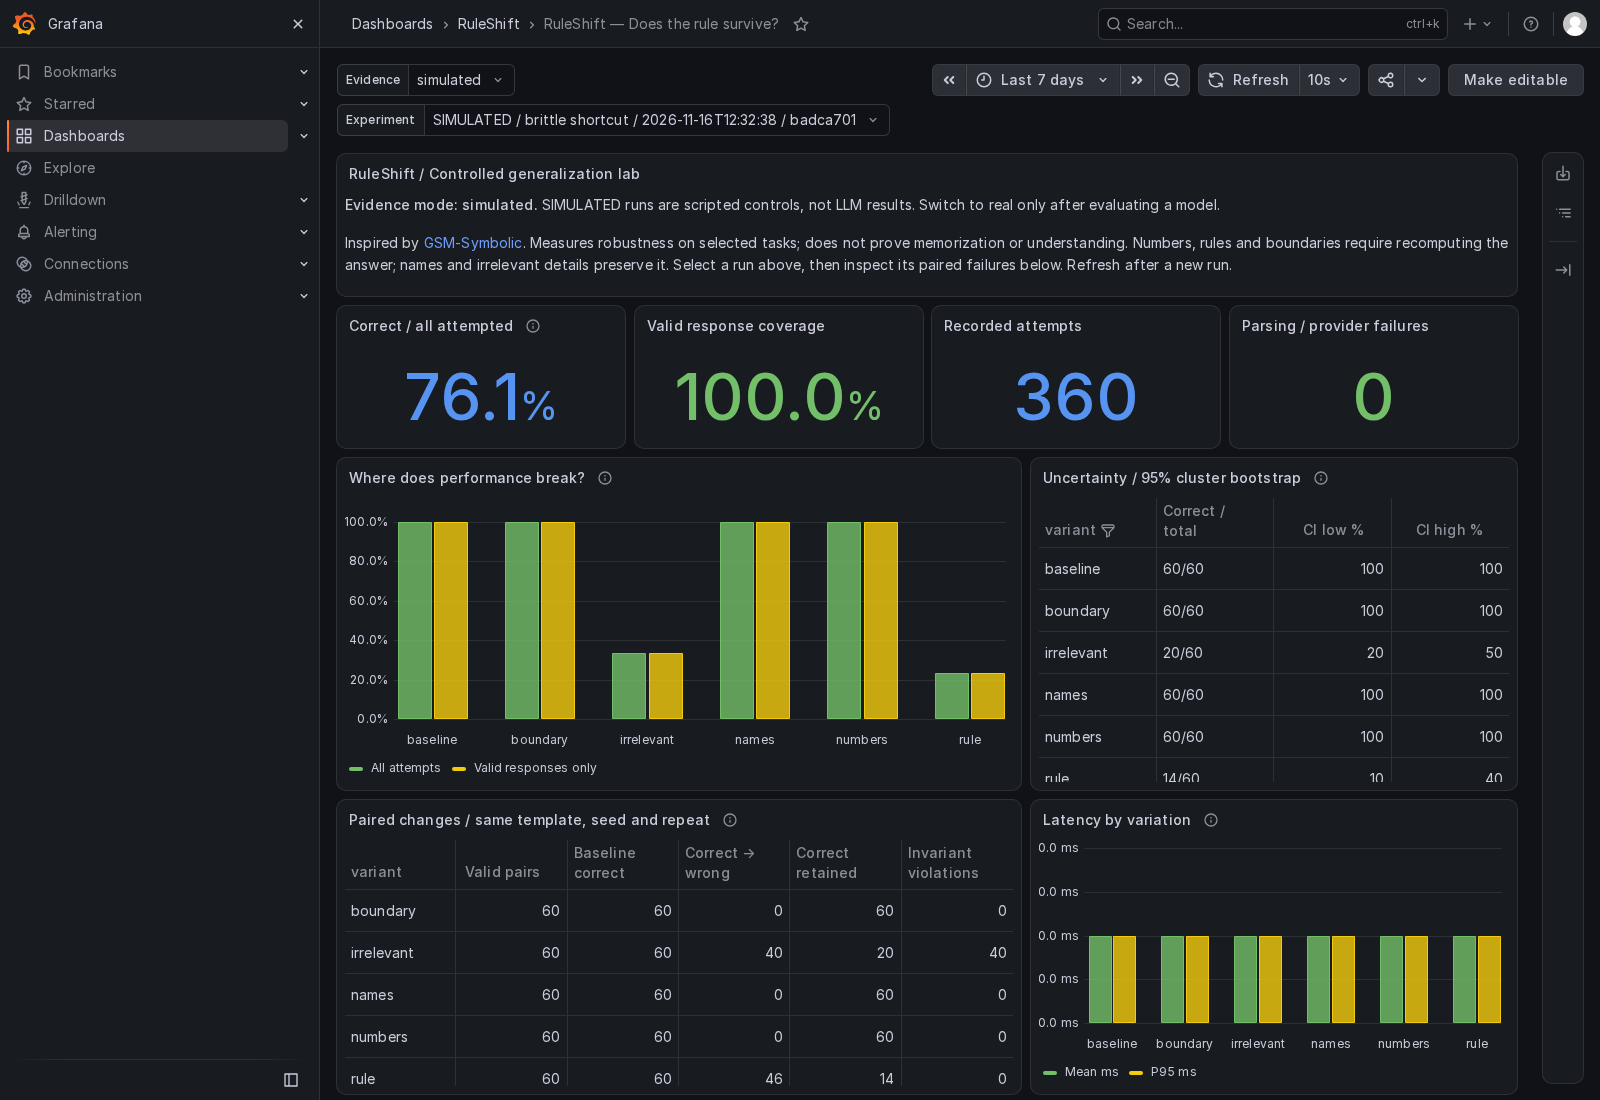 Grafana
Dashboards › RuleShift › RuleShift — Does the rule survive?
Search... ctrl+k
Bookmarks
Starred
Dashboards
Explore
Drilldown
Alerting
Connections
Administration
Evidence simulated
Last 7 days
Refresh 10s
Make editable
Experiment SIMULATED / brittle shortcut / 2026-11-16T12:32:38 / badca701
RuleShift / Controlled generalization lab
Evidence mode: simulated. SIMULATED runs are scripted controls, not LLM results. Switch to real only after evaluating a model.
Inspired by GSM-Symbolic. Measures robustness on selected tasks; does not prove memorization or understanding. Numbers, rules and boundaries require recomputing the
answer; names and irrelevant details preserve it. Select a run above, then inspect its paired failures below. Refresh after a new run.
Correct / all attempted
76.1%
Valid response coverage
100.0%
Recorded attempts
360
Parsing / provider failures
0
Where does performance break?
100.0%
80.0%
60.0%
40.0%
20.0%
0.0%
baseline boundary irrelevant names numbers rule
All attempts Valid responses only
Uncertainty / 95% cluster bootstrap
variant Correct / total CI low % CI high %
baseline 60/60 100 100
boundary 60/60 100 100
irrelevant 20/60 20 50
names 60/60 100 100
numbers 60/60 100 100
rule 14/60 10 40
Paired changes / same template, seed and repeat
variant Valid pairs Baseline correct Correct → wrong Correct retained Invariant violations
boundary 60 60 0 60 0
irrelevant 60 60 40 20 40
names 60 60 0 60 0
numbers 60 60 0 60 0
rule 60 60 46 14 0
Latency by variation
0.0 ms
0.0 ms
0.0 ms
0.0 ms
0.0 ms
baseline boundary irrelevant names numbers rule
Mean ms P95 ms